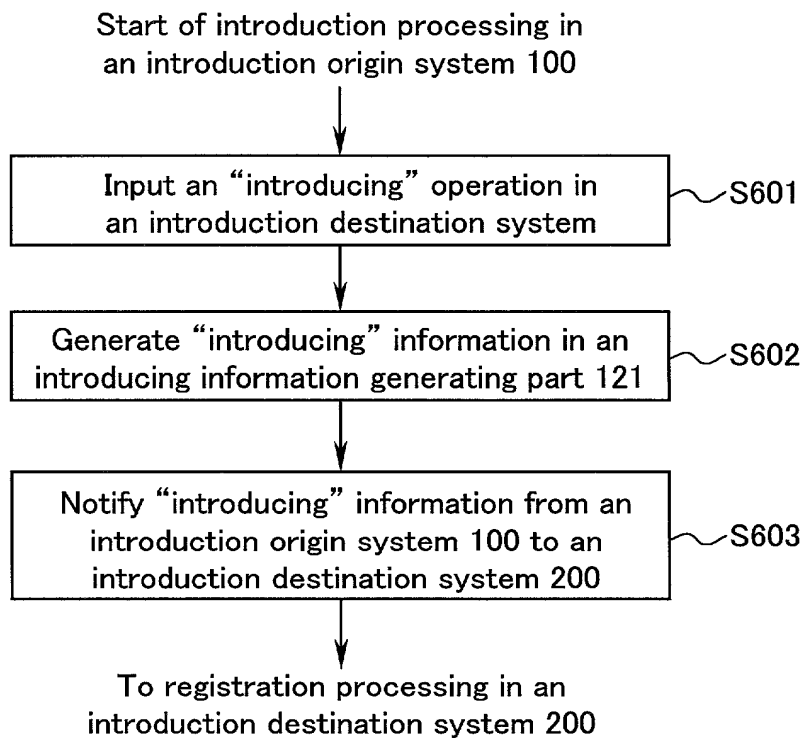 Start of introduction processing in
an introduction origin system 100
Input an “introducing” operation in
an introduction destination system
S601
Generate “introducing” information in an
introducing information generating part 121
S602
Notify “introducing” information from an
introduction origin system 100 to an
introduction destination system 200
S603
To registration processing in an
introduction destination system 200